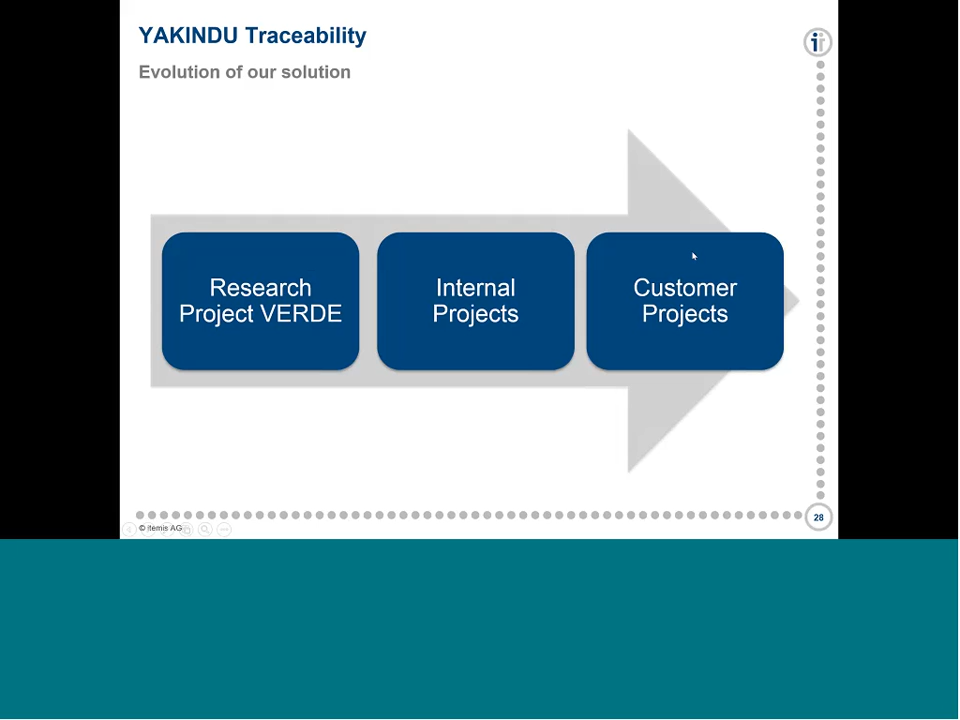 YAKINDU Traceability
Evolution of our solution
Research
Project VERDE
Internal
Projects
Customer
Projects
© itemis AG
28